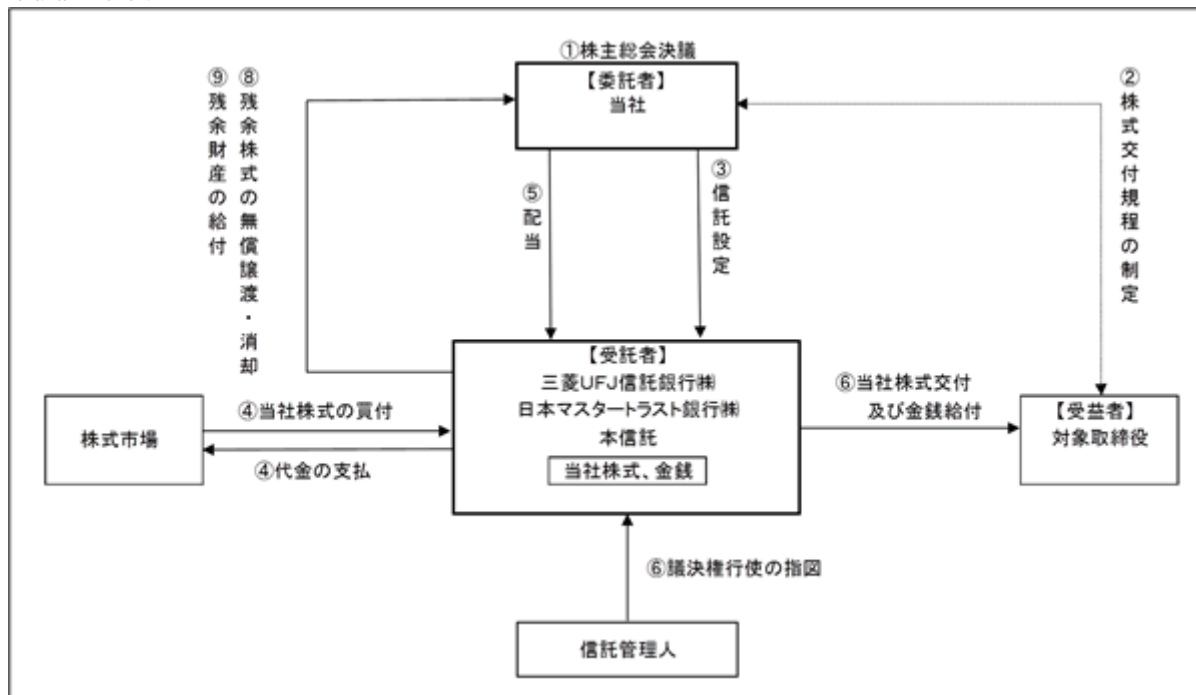 ①株主総会決議
【委託者】
当社
⑨残余財産の給付
⑧残余株式の無償譲渡・消却
⑤配当
③信託設定
②株式交付規程の制定
【受託者】
三菱UFJ信託銀行㈱
日本マスタートラスト銀行㈱
本信託
当社株式、金銭
株式市場
④当社株式の買付
④代金の支払
⑥当社株式交付
及び金銭給付
【受益者】
対象取締役
⑥議決権行使の指図
信託管理人